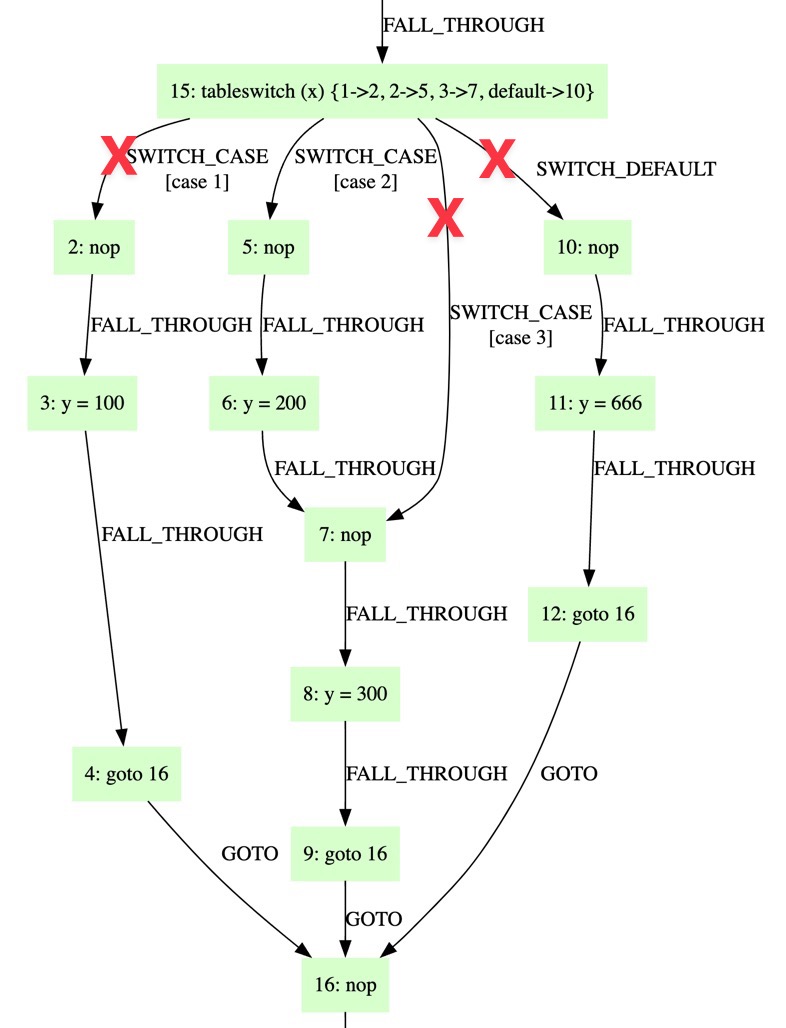 FALL_THROUGH
15: tableswitch (x) {1->2, 2->5, 3->7, default->10}
X
SWITCH_CASE
[case 1]
SWITCH_CASE
[case 2]
X
SWITCH_DEFAULT
X
2: nop
5: nop
10: nop
FALL_THROUGH
FALL_THROUGH
SWITCH_CASE
[case 3]
FALL_THROUGH
3: y = 100
6: y = 200
11: y = 666
FALL_THROUGH
FALL_THROUGH
FALL_THROUGH
7: nop
FALL_THROUGH
12: goto 16
8: y = 300
4: goto 16
FALL_THROUGH
GOTO
GOTO
9: goto 16
GOTO
16: nop